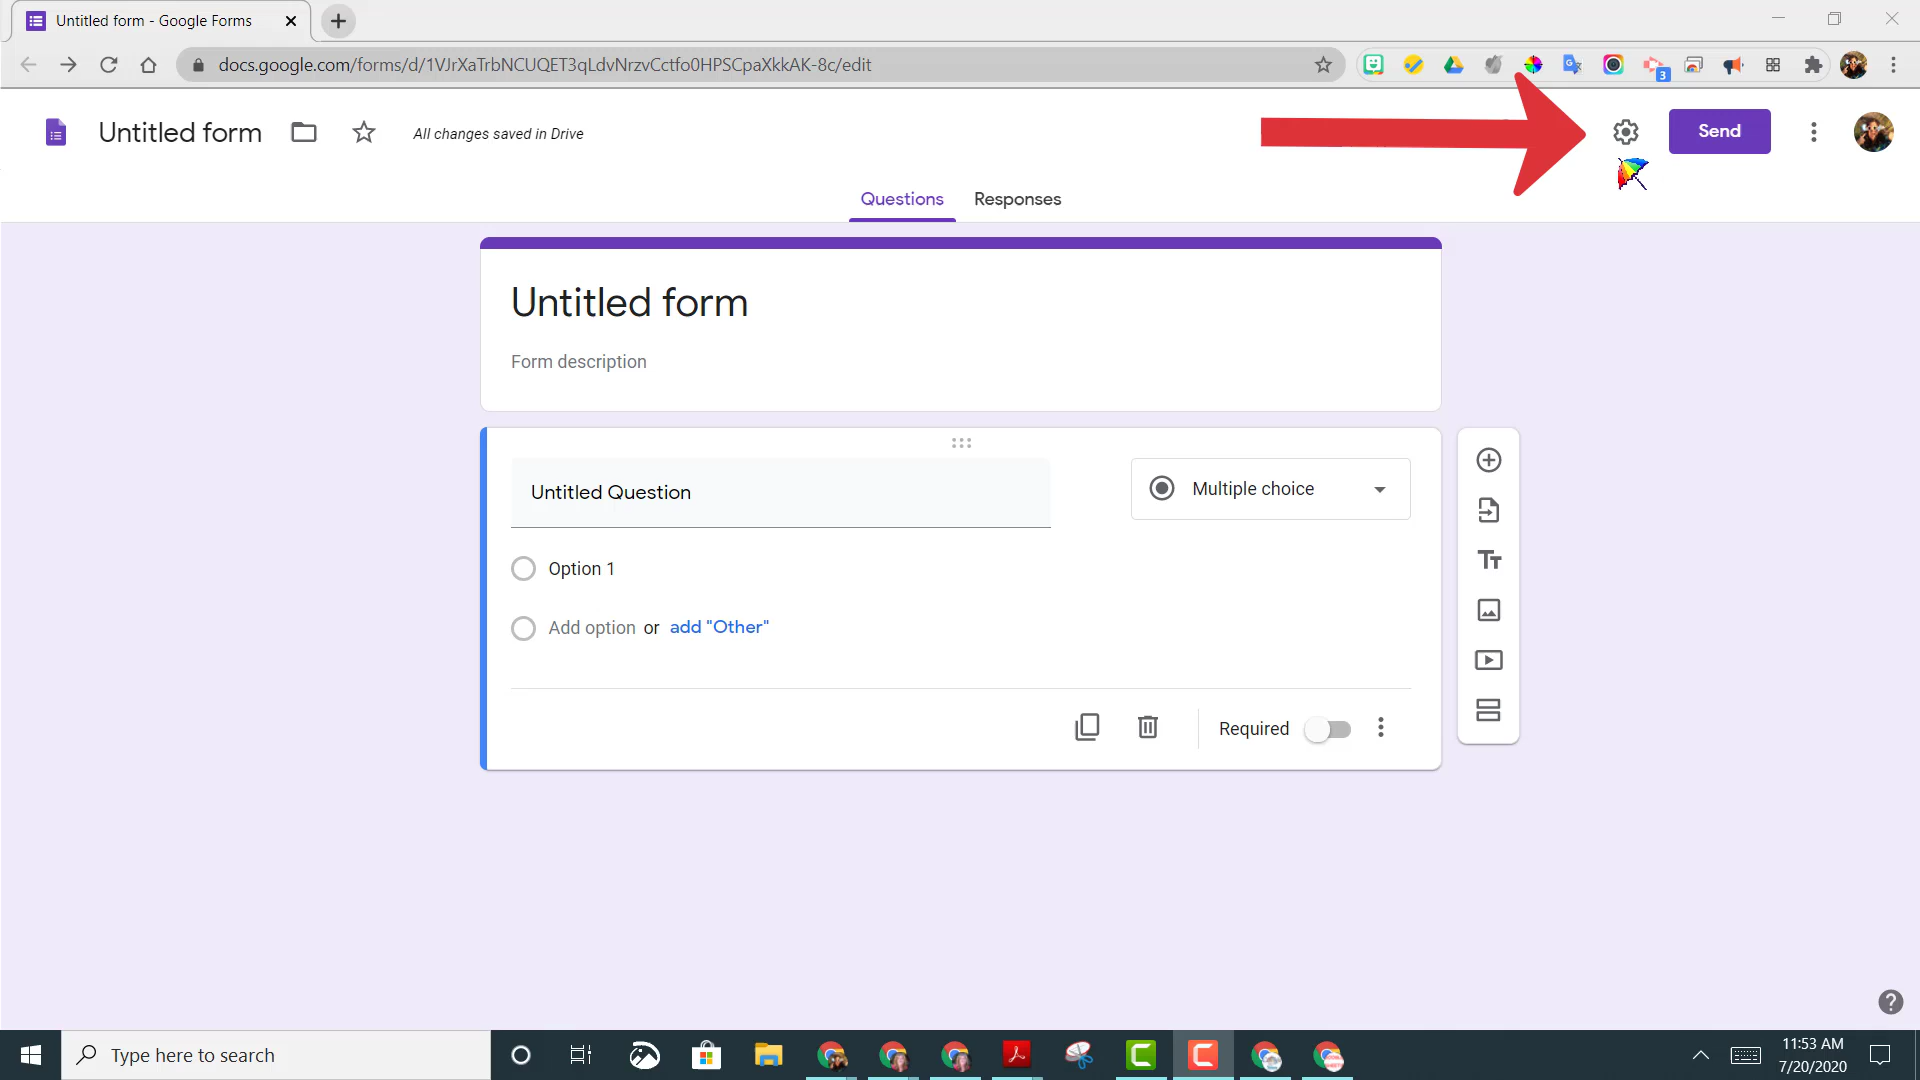 Untitled form - Google Forms
docs.google.com/forms/d/1VJrXaTrbNCUQET3qLdvNrzvCctfo0HPSCpaXkkAK-8c/edit
3
Untitled form
All changes saved in Drive
Send
Questions
Responses
Untitled form
Form description
Untitled Question
Multiple choice
Option 1
Add option or add "Other"
Required
Type here to search
11:53 AM
7/20/2020